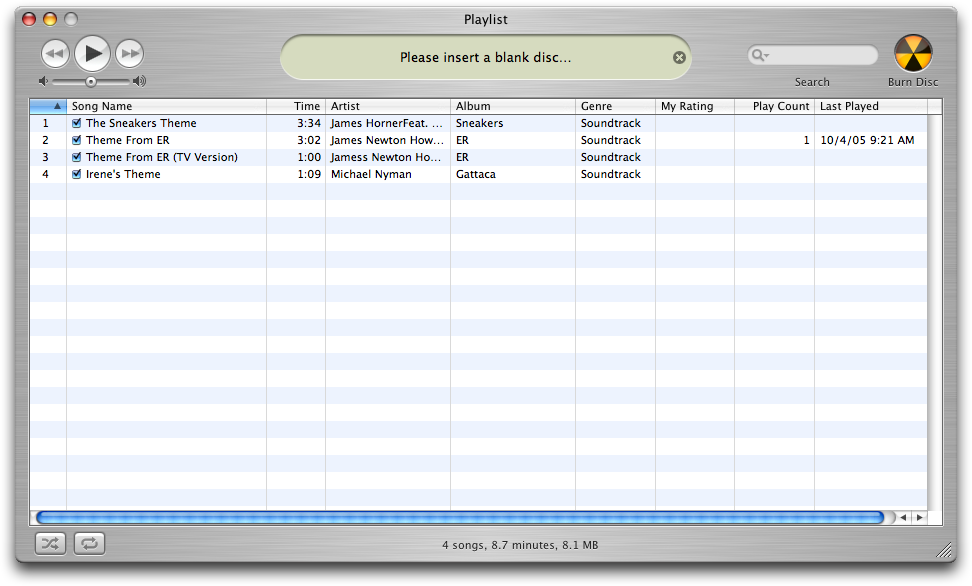 Playlist
Please insert a blank disc...
Search
Burn Disc
Song Name Time Artist Album Genre My Rating Play Count Last Played
1 The Sneakers Theme 3:34 James HornerFeat. ... Sneakers Soundtrack
2 Theme From ER 3:02 James Newton How... ER Soundtrack 1 10/4/05 9:21 AM
3 Theme From ER (TV Version) 1:00 Jamess Newton Ho... ER Soundtrack
4 Irene's Theme 1:09 Michael Nyman Gattaca Soundtrack
4 songs, 8.7 minutes, 8.1 MB